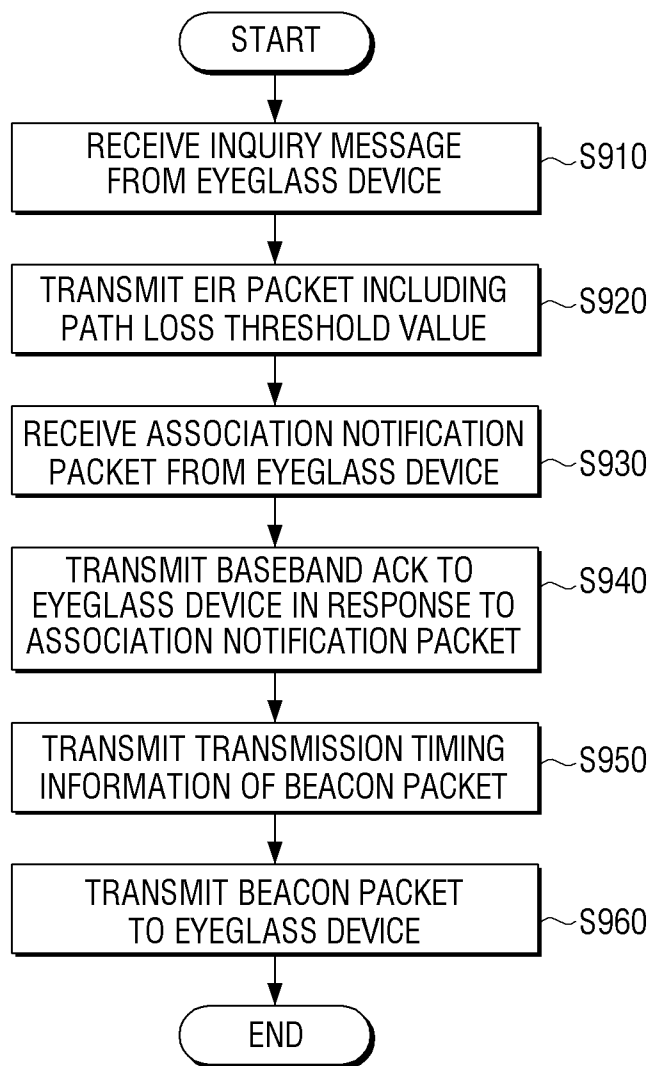 START
RECEIVE INQUIRY MESSAGE
FROM EYEGLASS DEVICE
S910
TRANSMIT EIR PACKET INCLUDING
PATH LOSS THRESHOLD VALUE
S920
RECEIVE ASSOCIATION NOTIFICATION
PACKET FROM EYEGLASS DEVICE
S930
TRANSMIT BASEBAND ACK TO
EYEGLASS DEVICE IN RESPONSE TO
ASSOCIATION NOTIFICATION PACKET
S940
TRANSMIT TRANSMISSION TIMING
INFORMATION OF BEACON PACKET
S950
TRANSMIT BEACON PACKET
TO EYEGLASS DEVICE
S960
END